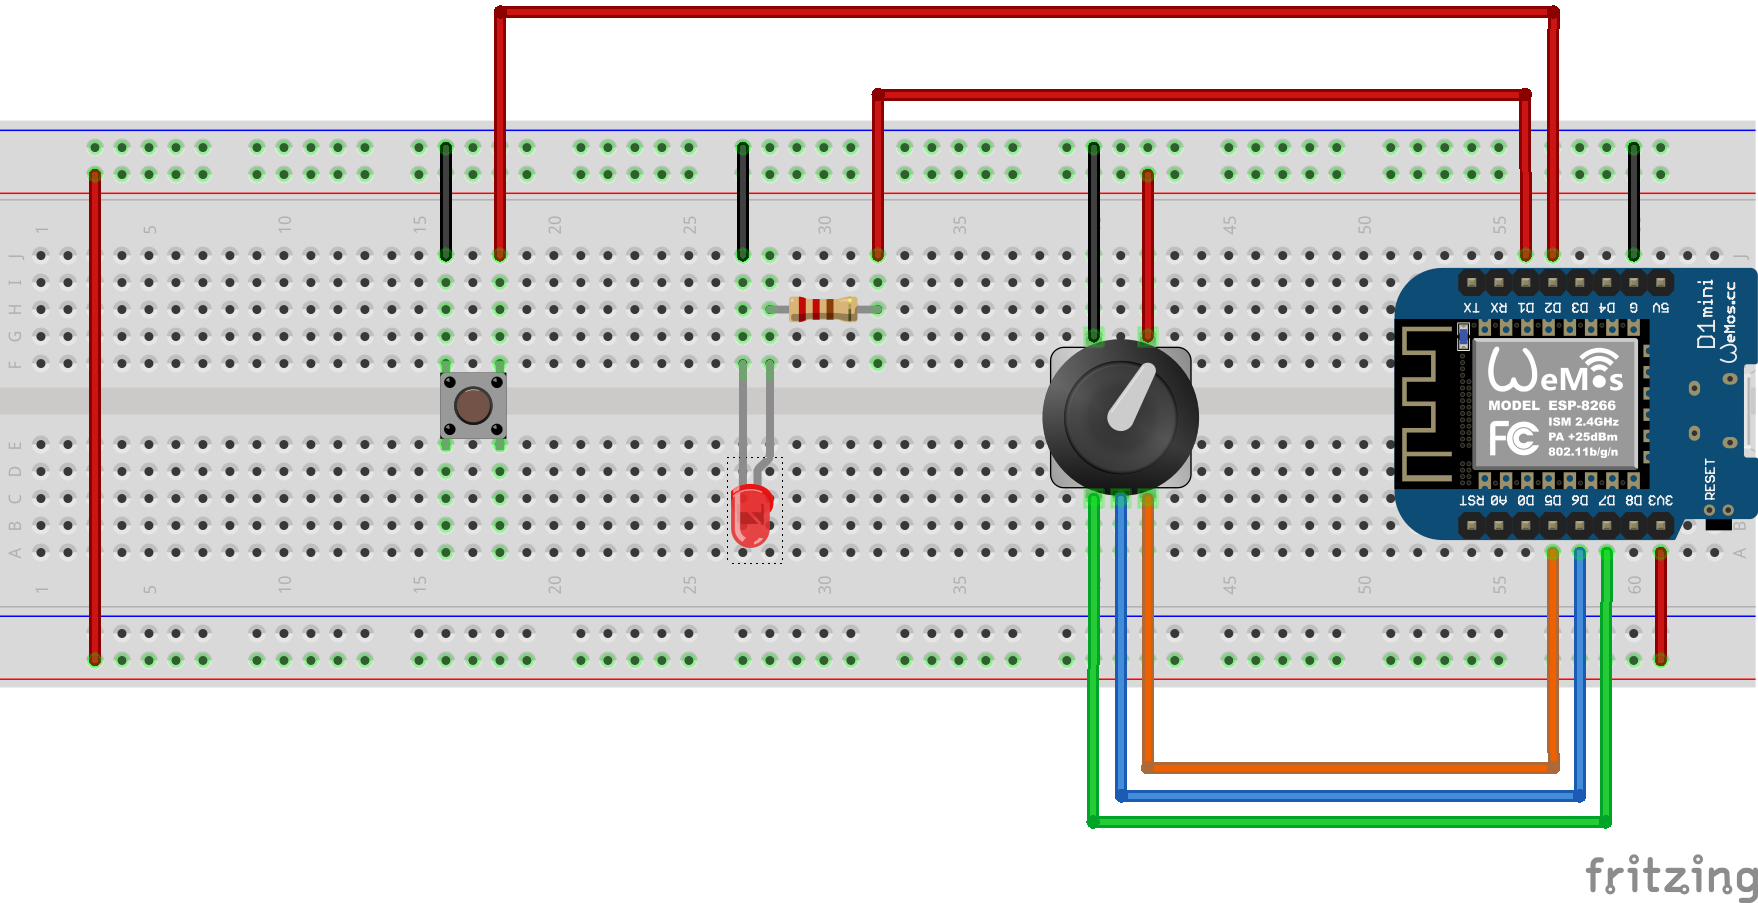 1 5 10 15 20 25 30 35 45 50 55
J J
I
H
G
F
TX RX D1 D2 D3 D4 G 5V
D1 mini
WeMos.cc
WeMos
MODEL ESP-8266
ISM 2.4GHz
PA +25dBm
802.11b/g/n
FC
RST A0 D0 D5 D6 D7 D8 3V3
RESET
E
D
C
B B
A A
1 5 10 15 20 25 30 35 45 50 55 60
fritzing